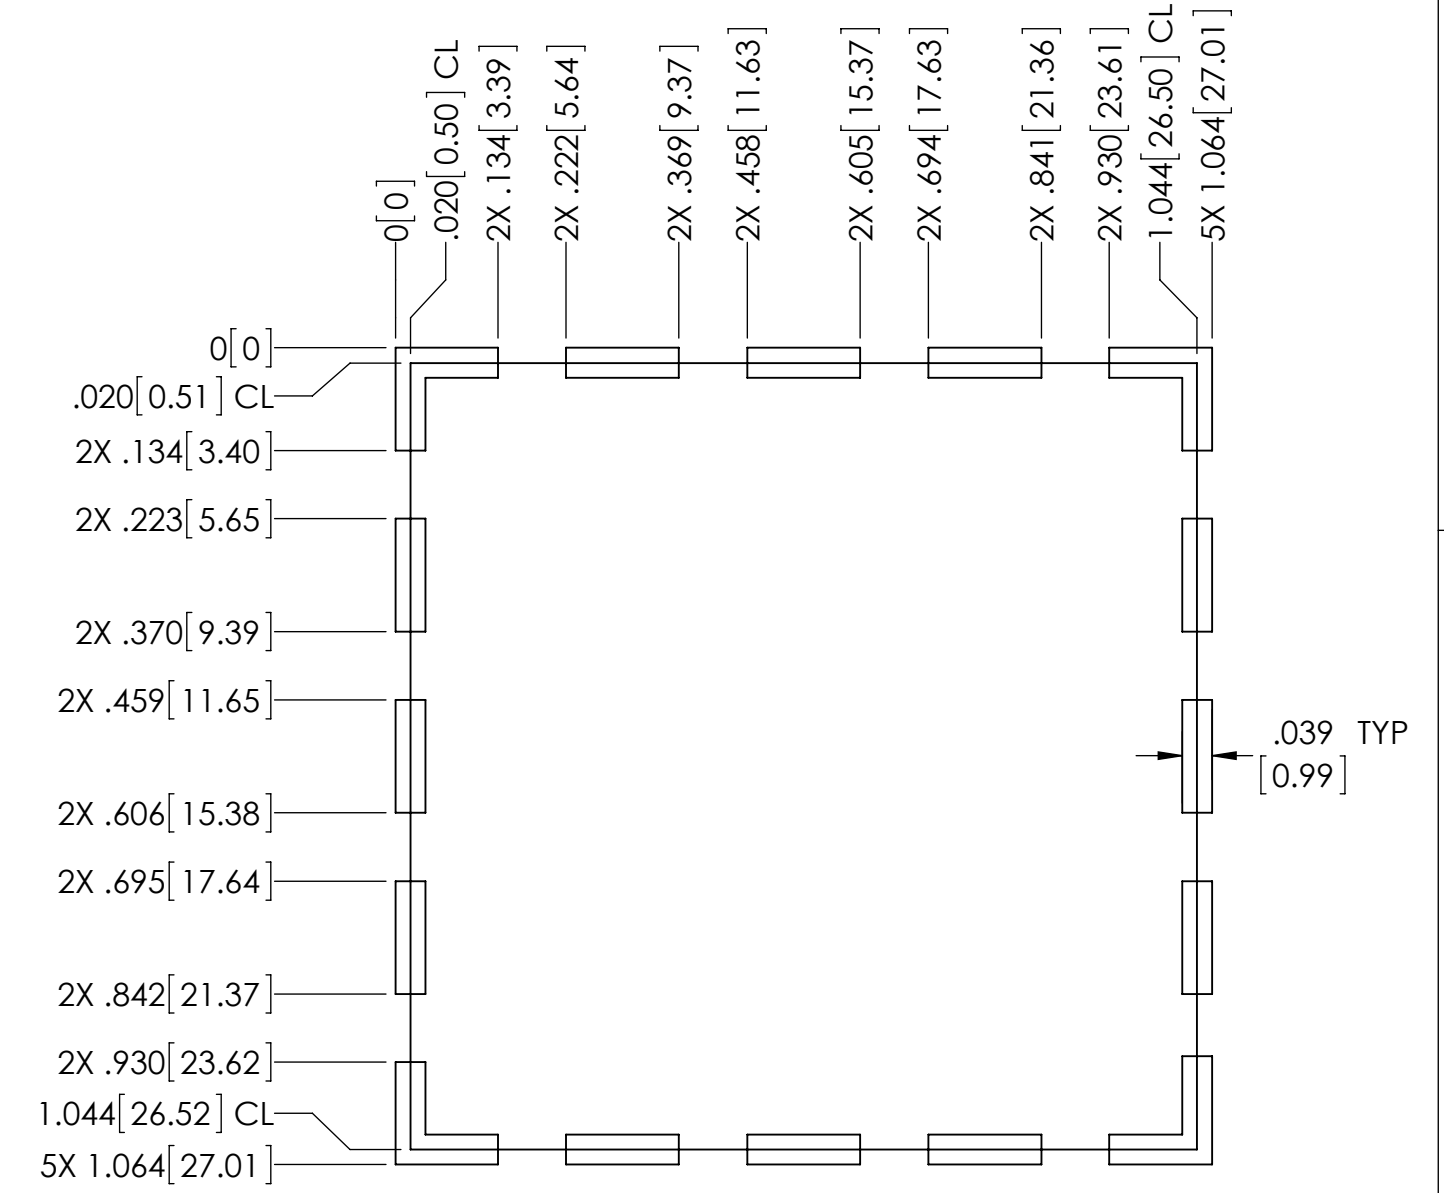 0[0]
.020[0.50] CL
2X .134[3.39]
2X .222[5.64]
2X .369[9.37]
2X .458[11.63]
2X .605[15.37]
2X .694[17.63]
2X .841[21.36]
2X .930[23.61]
1.044[26.50] CL
5X 1.064[27.01]
0[0]
.020[0.51] CL
2X .134[3.40]
2X .223[5.65]
2X .370[9.39]
2X .459[11.65]
.039 TYP
[0.99]
2X .606[15.38]
2X .695[17.64]
2X .842[21.37]
2X .930[23.62]
1.044[26.52] CL
5X 1.064[27.01]